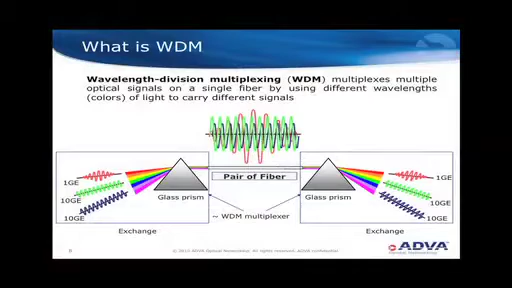 What is WDM
Wavelength-division multiplexing (WDM) multiplexes multiple
optical signals on a single fiber by using different wavelengths
(colors) of light to carry different signals
1GE
10GE
10GE
Glass prism
Pair of Fiber
~ WDM multiplexer
Glass prism
1GE
10GE
10GE
Exchange
Exchange
ADVA
Optical Networking